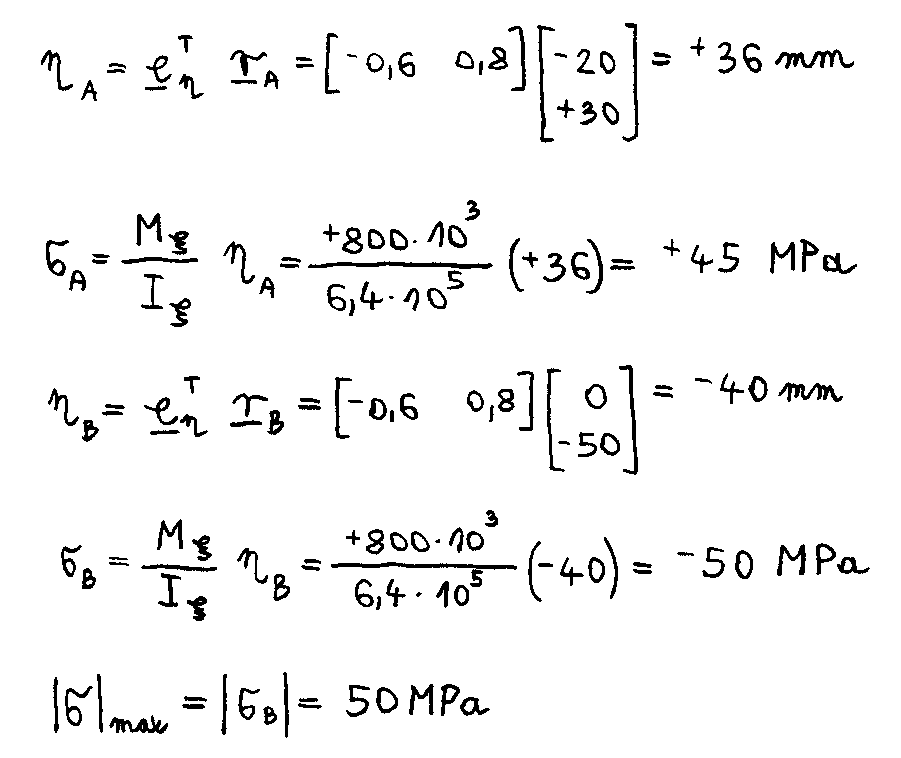 η_A = e_η^T r_A = [-0,6 0,8] [-20 +30] = +36 mm
σ_A = M_ξ / I_ξ η_A = +800·10^3 / 6,4·10^5 (+36) = +45 MPa
η_B = e_η^T r_B = [-0,6 0,8] [0 -50] = -40 mm
σ_B = M_ξ / I_ξ η_B = +800·10^3 / 6,4·10^5 (-40) = -50 MPa
|σ|_max = |σ_B| = 50 MPa